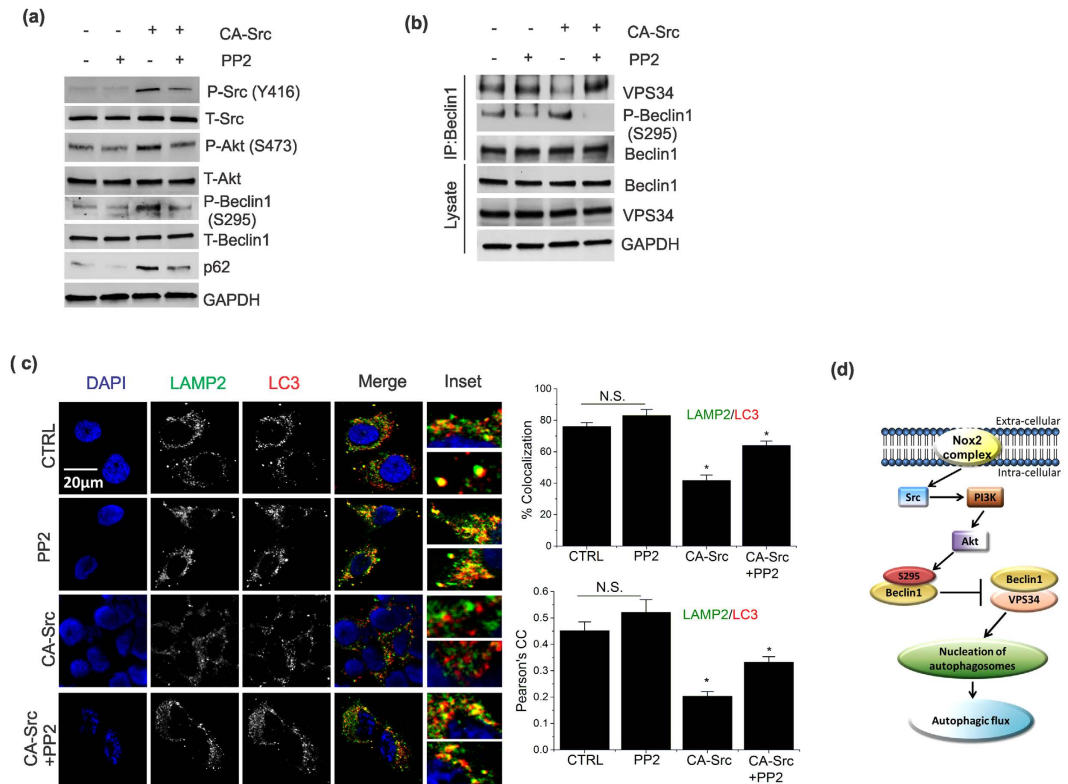 (a)
- - + + CA-Src
- + - + PP2
P-Src (Y416)
T-Src
P-Akt (S473)
T-Akt
P-Beclin1
(S295)
T-Beclin1
p62
GAPDH
(b)
- - + + CA-Src
- + - + PP2
IP:Beclin1
VPS34
P-Beclin1
(S295)
Beclin1
Lysate
Beclin1
VPS34
GAPDH
( c)
DAPI LAMP2 LC3 Merge Inset
CTRL
20µm
PP2
CA-Src
CA-Src
+PP2
% Colocalization
100
80
60
40
20
0
N.S.
LAMP2/LC3
*
*
CTRL PP2 CA-Src CA-Src
+PP2
Pearson's CC
0.6
0.5
0.4
0.3
0.2
0.1
0.0
N.S.
LAMP2/LC3
*
*
CTRL PP2 CA-Src CA-Src
+PP2
(d)
Extra-cellular
Nox2
complex
Intra-cellular
Src PI3K
Akt
S295
Beclin1
Beclin1
VPS34
Nucleation of
autophagosomes
Autophagic flux